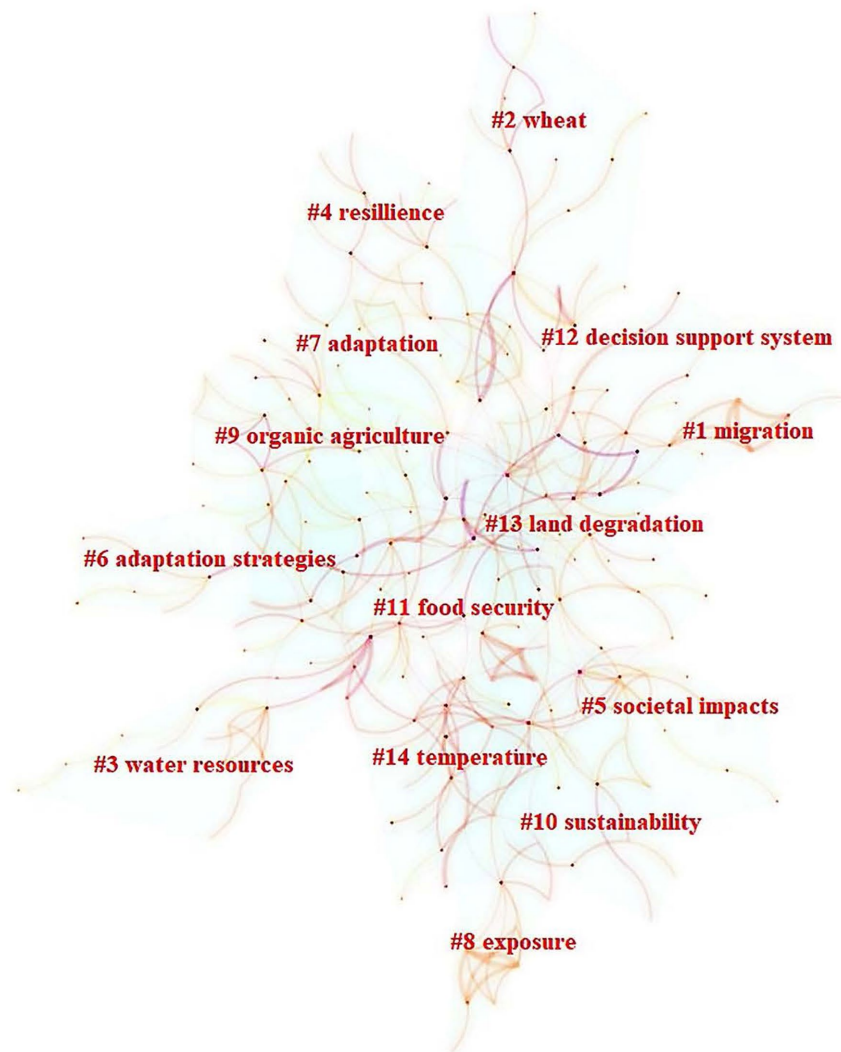 #2 wheat
#4 resillience
#12 decision support system
#7 adaptation
#1 migration
#9 organic agriculture
#13 land degradation
#6 adaptation strategies
#11 food security
#5 societal impacts
#14 temperature
#3 water resources
#10 sustainability
#8 exposure